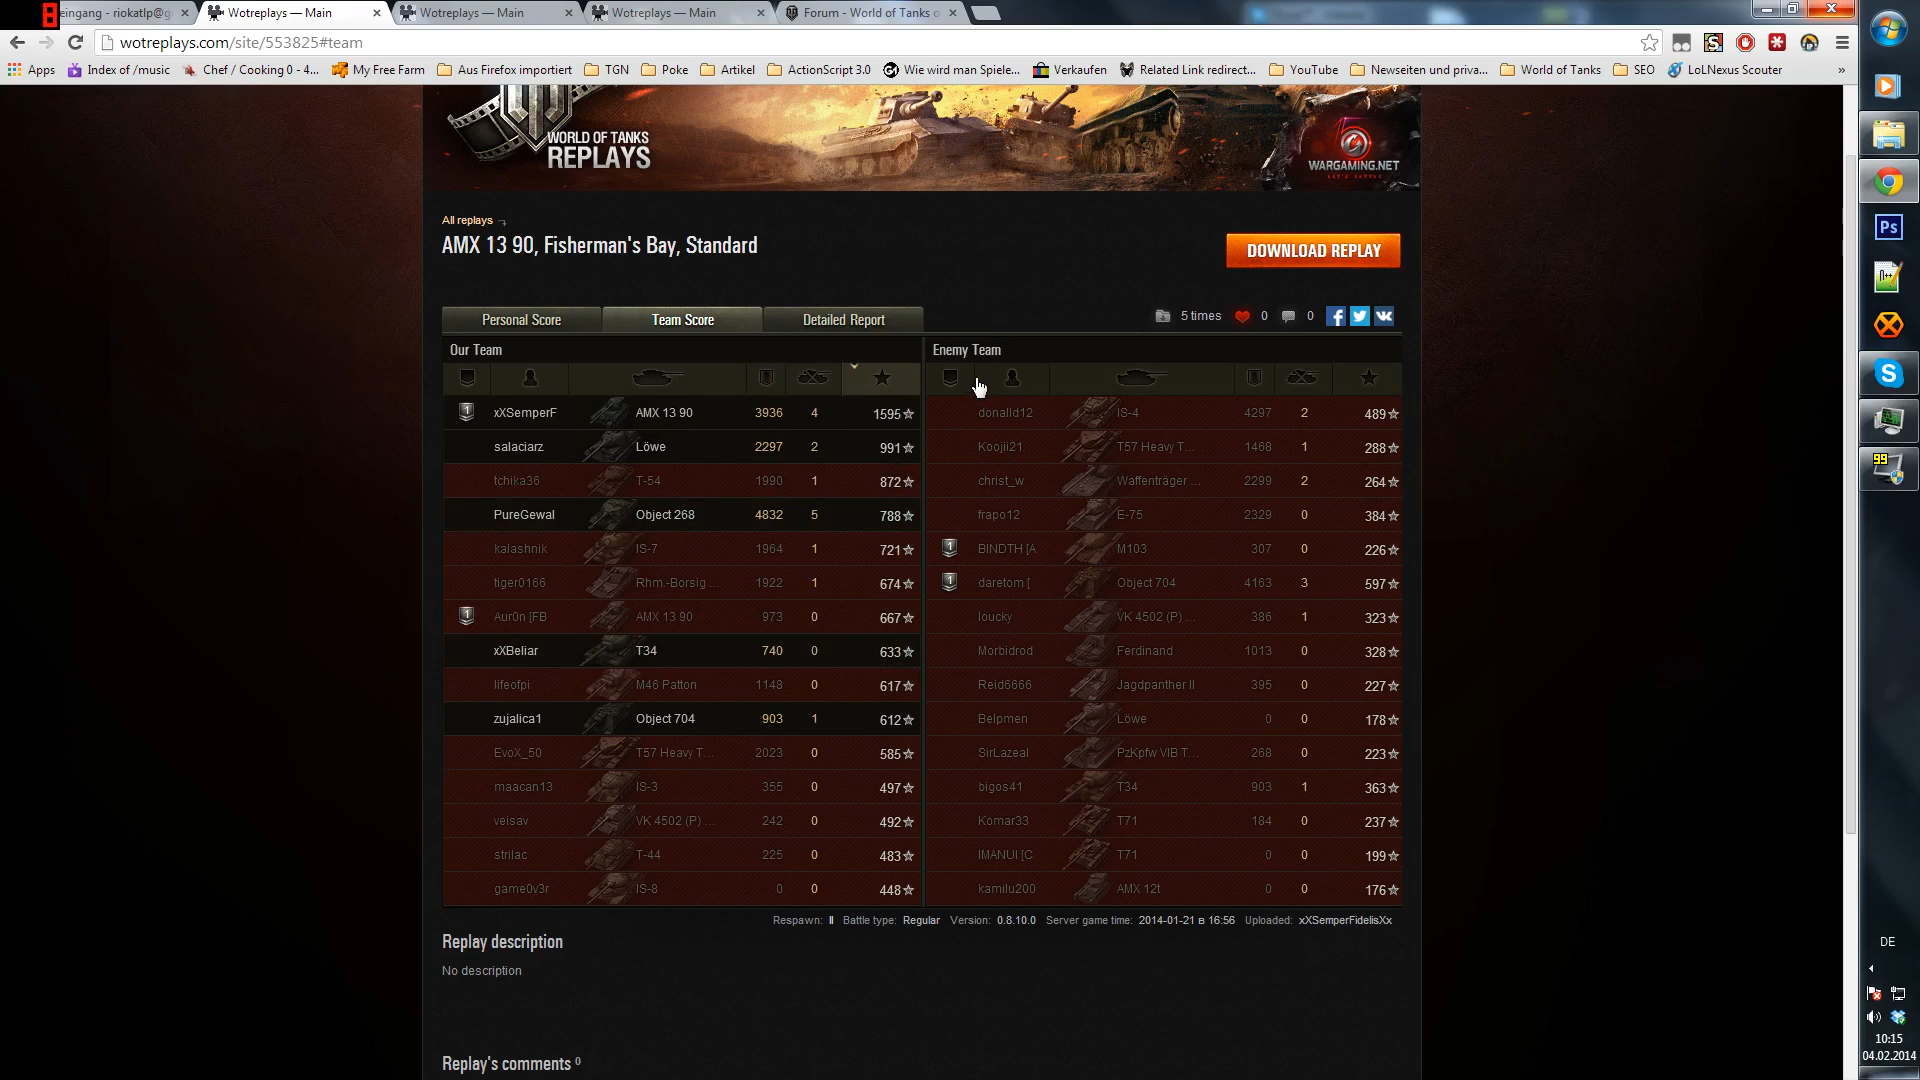 8
eingang - riokatlp@g
Wotreplays — Main
Wotreplays — Main
Wotreplays — Main
Forum - World of Tanks o
wotreplays.com/site/553825#team
Apps Index of /music Chef / Cooking 0 - 4... My Free Farm Aus Firefox importiert TGN Poke Artikel ActionScript 3.0 Wie wird man Spiele... Verkaufen Related Link redirect... YouTube Newseiten und priva... World of Tanks SEO LoLNexus Scouter »
WORLD OF TANKS
REPLAYS
WARGAMING.NET
LET'S BATTLE
All replays
AMX 13 90, Fisherman's Bay, Standard
DOWNLOAD REPLAY
Personal Score Team Score Detailed Report
5 times 0 0
Our Team
Enemy Team
1 xXSemperF AMX 13 90 3936 4 1595
donalld12 IS-4 4297 2 489
salaciarz Löwe 2297 2 991
Koojii21 T57 Heavy T... 1468 1 288
tchika36 T-54 1990 1 872
christ_w Waffenträger ... 2299 2 264
PureGewal Object 268 4832 5 788
frapo12 E-75 2329 0 384
kalashnik IS-7 1964 1 721
1 BINDTH [A M103 307 0 226
tiger0166 Rhm.-Borsig ... 1922 1 674
1 daretom [ Object 704 4163 3 597
1 Aur0n [FB AMX 13 90 973 0 667
loucky VK 4502 (P) ... 386 1 323
xXBeliar T34 740 0 633
Morbidrod Ferdinand 1013 0 328
lifeofpi M46 Patton 1148 0 617
Reid6666 Jagdpanther II 395 0 227
zujalica1 Object 704 903 1 612
Belpmen Löwe 0 0 178
EvoX_50 T57 Heavy T... 2023 0 585
SirLazeal PzKpfw VIB T... 268 0 223
maacan13 IS-3 355 0 497
bigos41 T34 903 1 363
veisav VK 4502 (P) ... 242 0 492
Komar33 T71 184 0 237
strilac T-44 225 0 483
IMANUI [C T71 0 0 199
game0v3r IS-8 0 0 448
kamilu200 AMX 12t 0 0 176
Respawn: II Battle type: Regular Version: 0.8.10.0 Server game time: 2014-01-21 в 16:56 Uploaded: xXSemperFidelisXx
Replay description
No description
Replay's comments 0
Ps
99
DE
10:15
04.02.2014